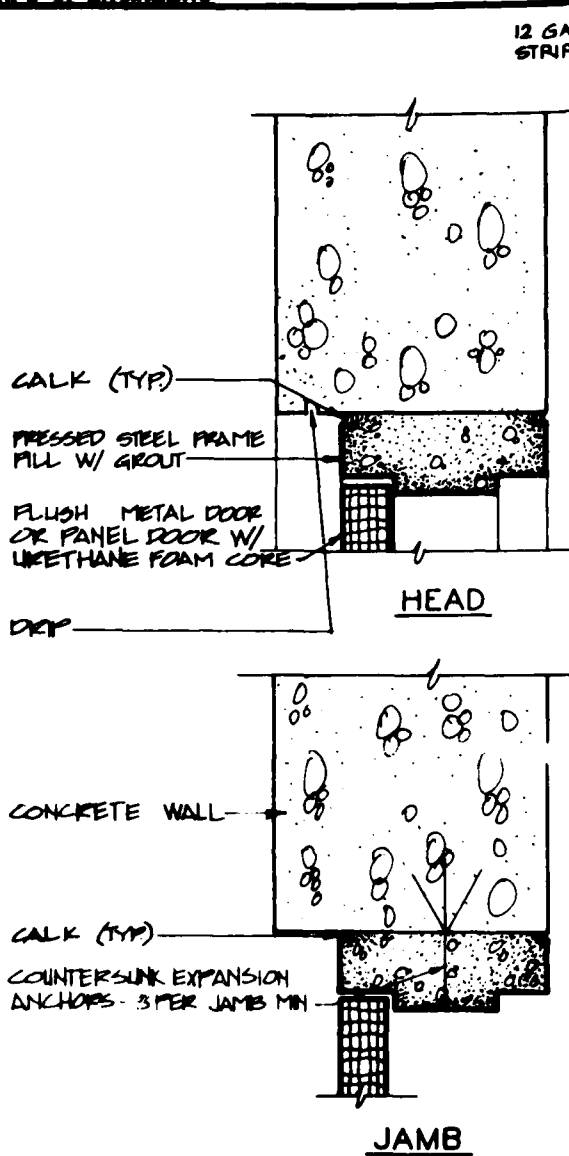 12 GA
STRIP
CALK (TYP.)
PRESSED STEEL FRAME
FILL W/ GROUT
FLUSH METAL DOOR
OR PANEL DOOR W/
URETHANE FOAM CORE
DRIP
HEAD
CONCRETE WALL
CALK (TYP)
COUNTERSUNK EXPANSION
ANCHORS - 3 PER JAMB MIN
JAMB